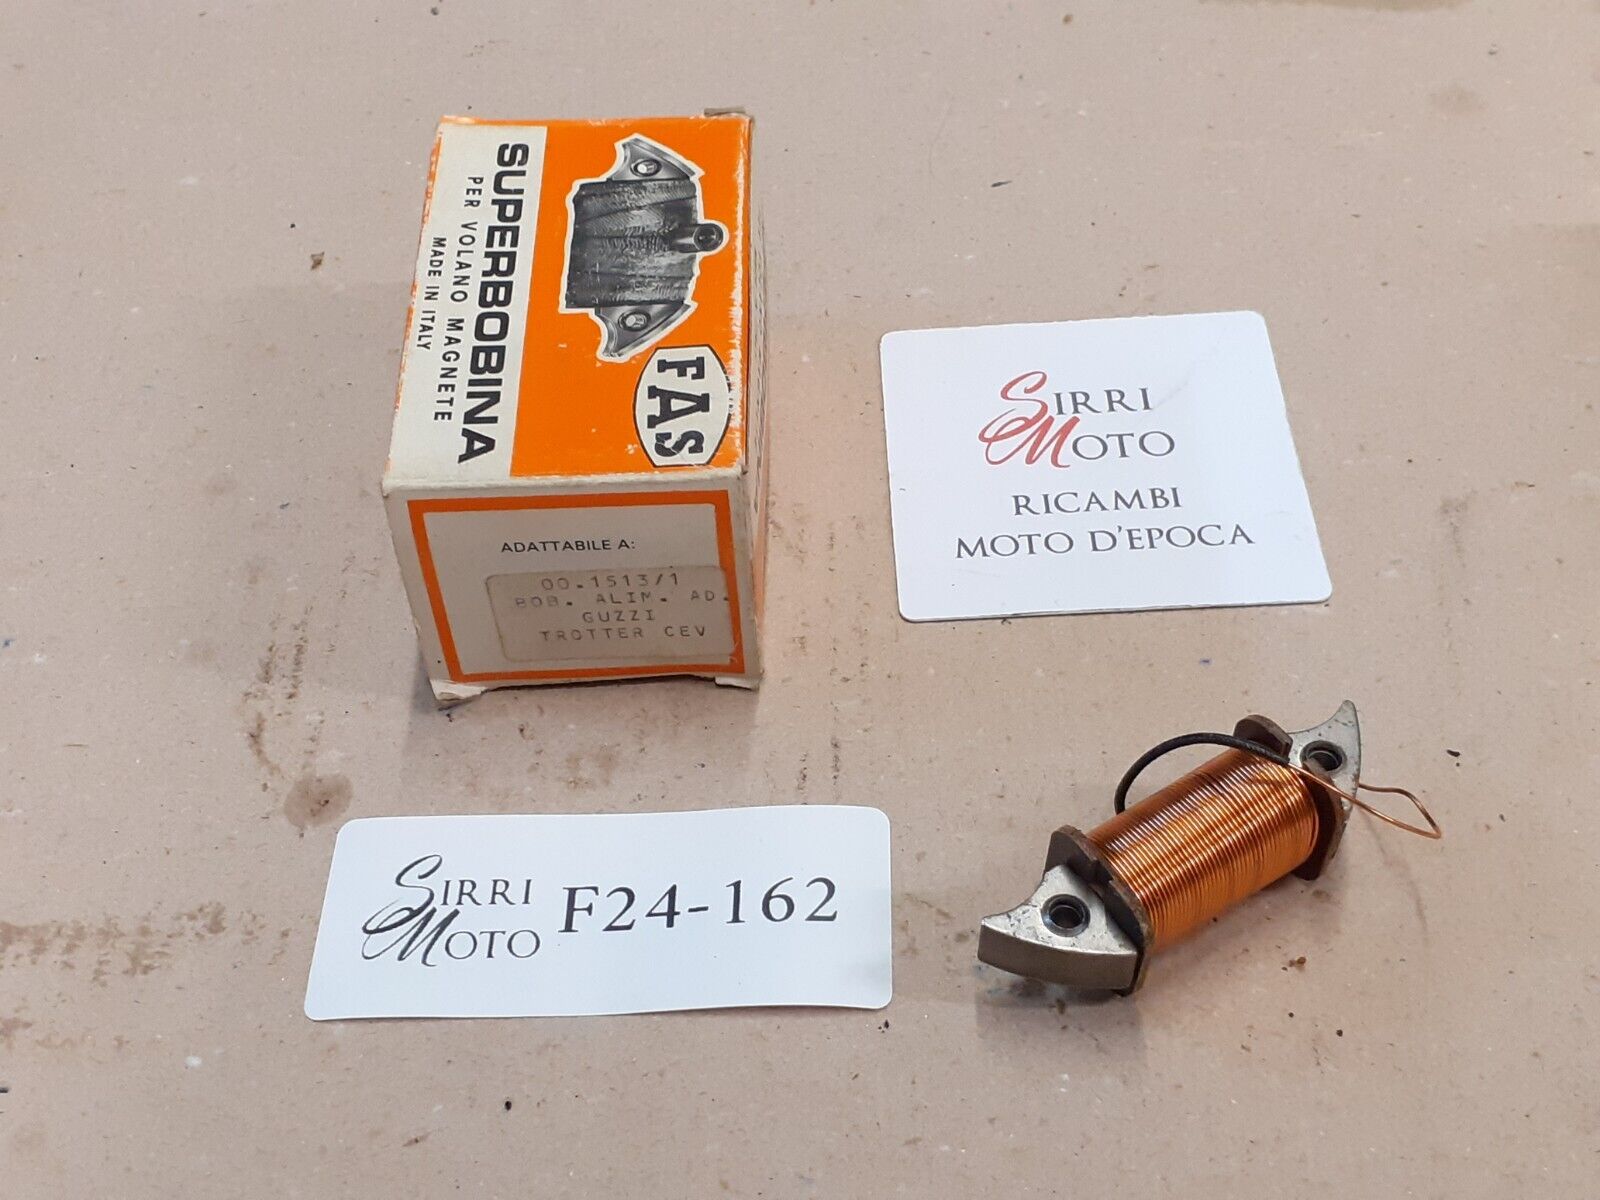 SUPERBOBINA
PER VOLANO MAGNETE
MADE IN ITALY
FAS
ADATTABILE A:
00.1513/1
BOB. ALIM. AD.
GUZZI
TROTTER CEV
SIRRI
MOTO
RICAMBI
MOTO D'EPOCA
SIRRI
MOTO
F24-162